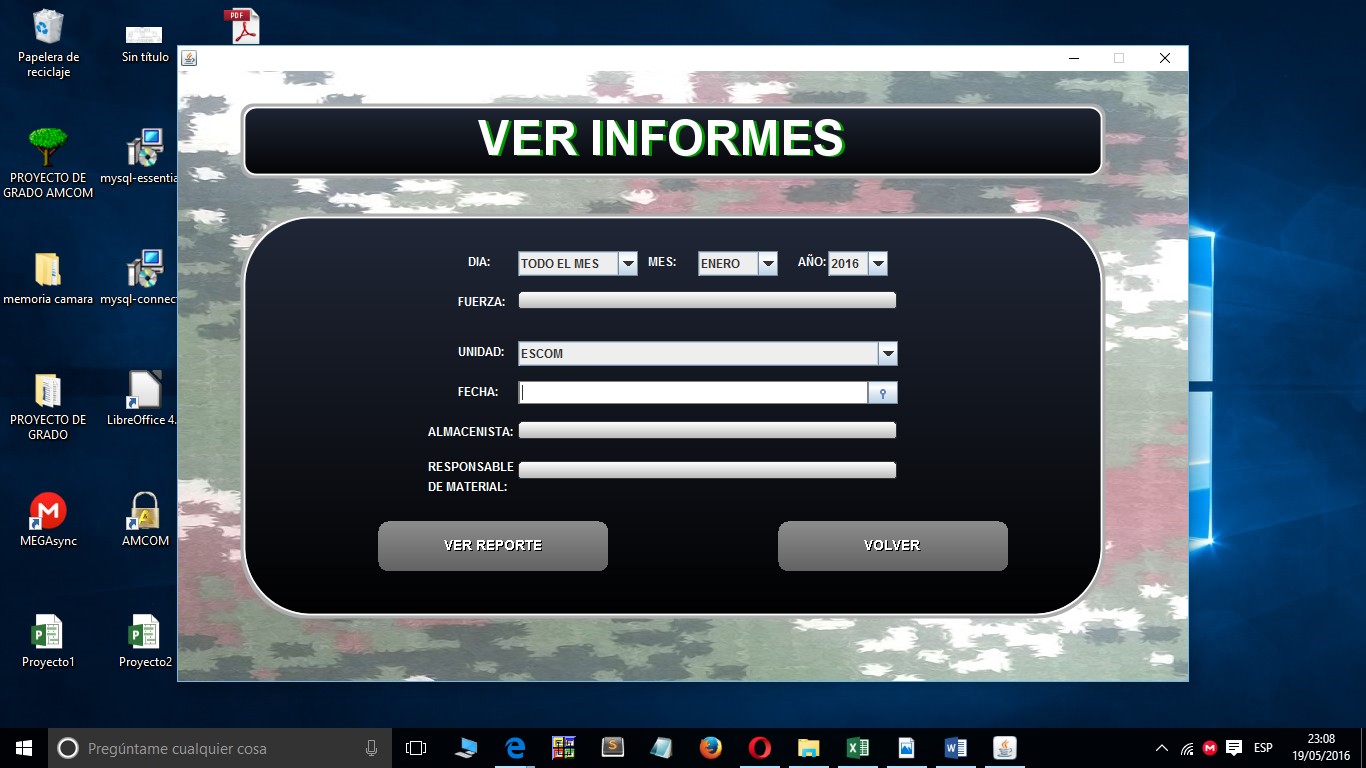 Papelera de
reciclaje
Sin título
PDF
PROYECTO DE
GRADO AMCOM
mysql-essentia
memoria camara
mysql-connect
PROYECTO DE
GRADO
LibreOffice 4.
MEGAsync
AMCOM
Proyecto1
Proyecto2
VER INFORMES
DIA:
TODO EL MES
MES:
ENERO
AÑO:
2016
FUERZA:
UNIDAD:
ESCOM
FECHA:
ALMACENISTA:
RESPONSABLE
DE MATERIAL:
VER REPORTE
VOLVER
Pregúntame cualquier cosa
ESP
23:08
19/05/2016